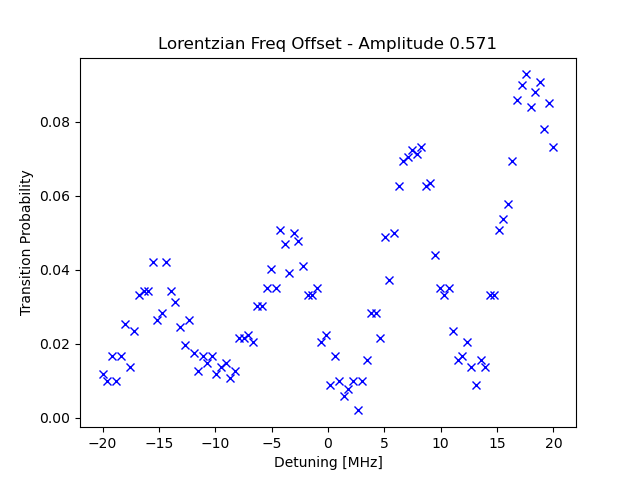 Lorentzian Freq Offset - Amplitude 0.571
Transition Probability
0.08
0.06
0.04
0.02
0.00
−20 −15 −10 −5 0 5 10 15 20
Detuning [MHz]